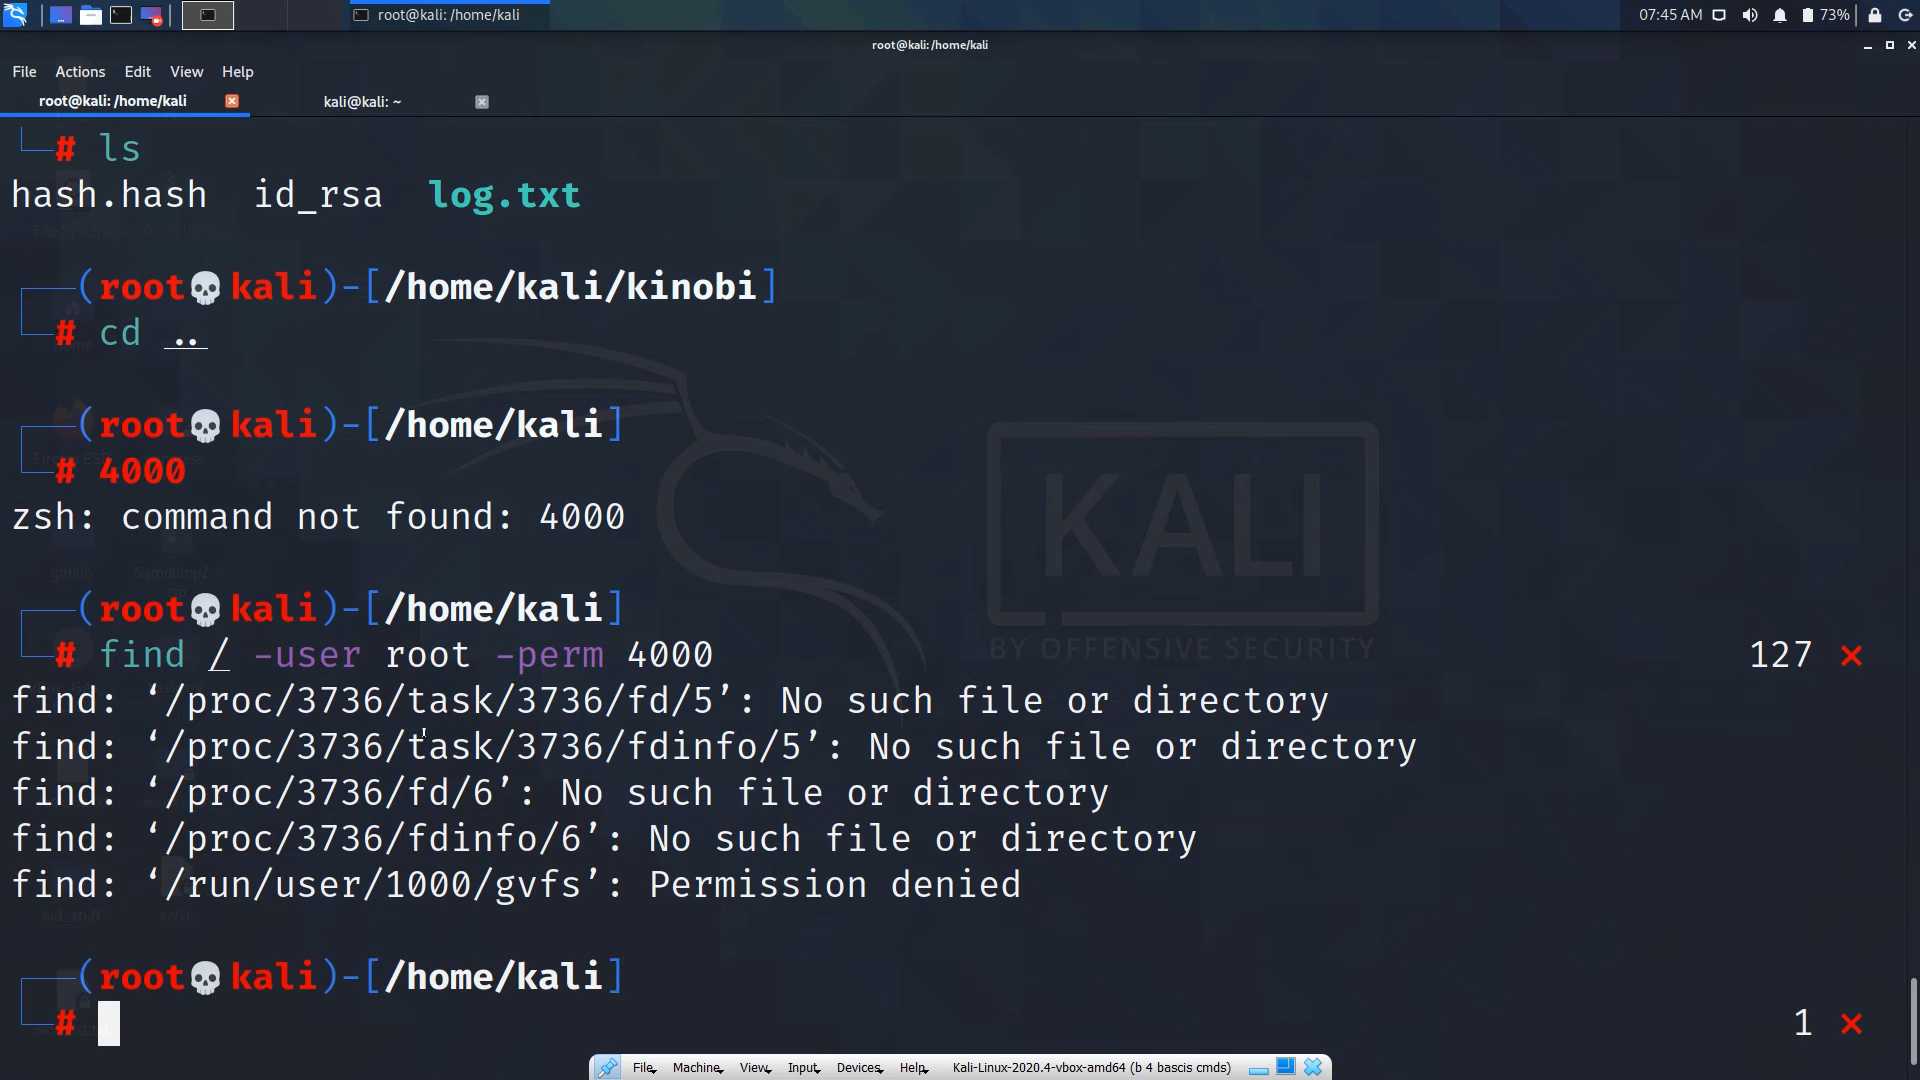 root@kali: /home/kali
07:45 AM
73%
root@kali: /home/kali
File Actions Edit View Help
root@kali: /home/kali
kali@kali: ~
# ls
hash.hash id_rsa log.txt
(root💀kali)-[/home/kali/kinobi]
# cd ..
(root💀kali)-[/home/kali]
# 4000
zsh: command not found: 4000
(root💀kali)-[/home/kali]
# find / -user root -perm 4000
127 ×
find: ‘/proc/3736/task/3736/fd/5’: No such file or directory
find: ‘/proc/3736/task/3736/fdinfo/5’: No such file or directory
find: ‘/proc/3736/fd/6’: No such file or directory
find: ‘/proc/3736/fdinfo/6’: No such file or directory
find: ‘/run/user/1000/gvfs’: Permission denied
(root💀kali)-[/home/kali]
#
1 ×
KALI
BY OFFENSIVE SECURITY
File Machine View Input Devices Help Kali-Linux-2020.4-vbox-amd64 (b 4 bascis cmds)